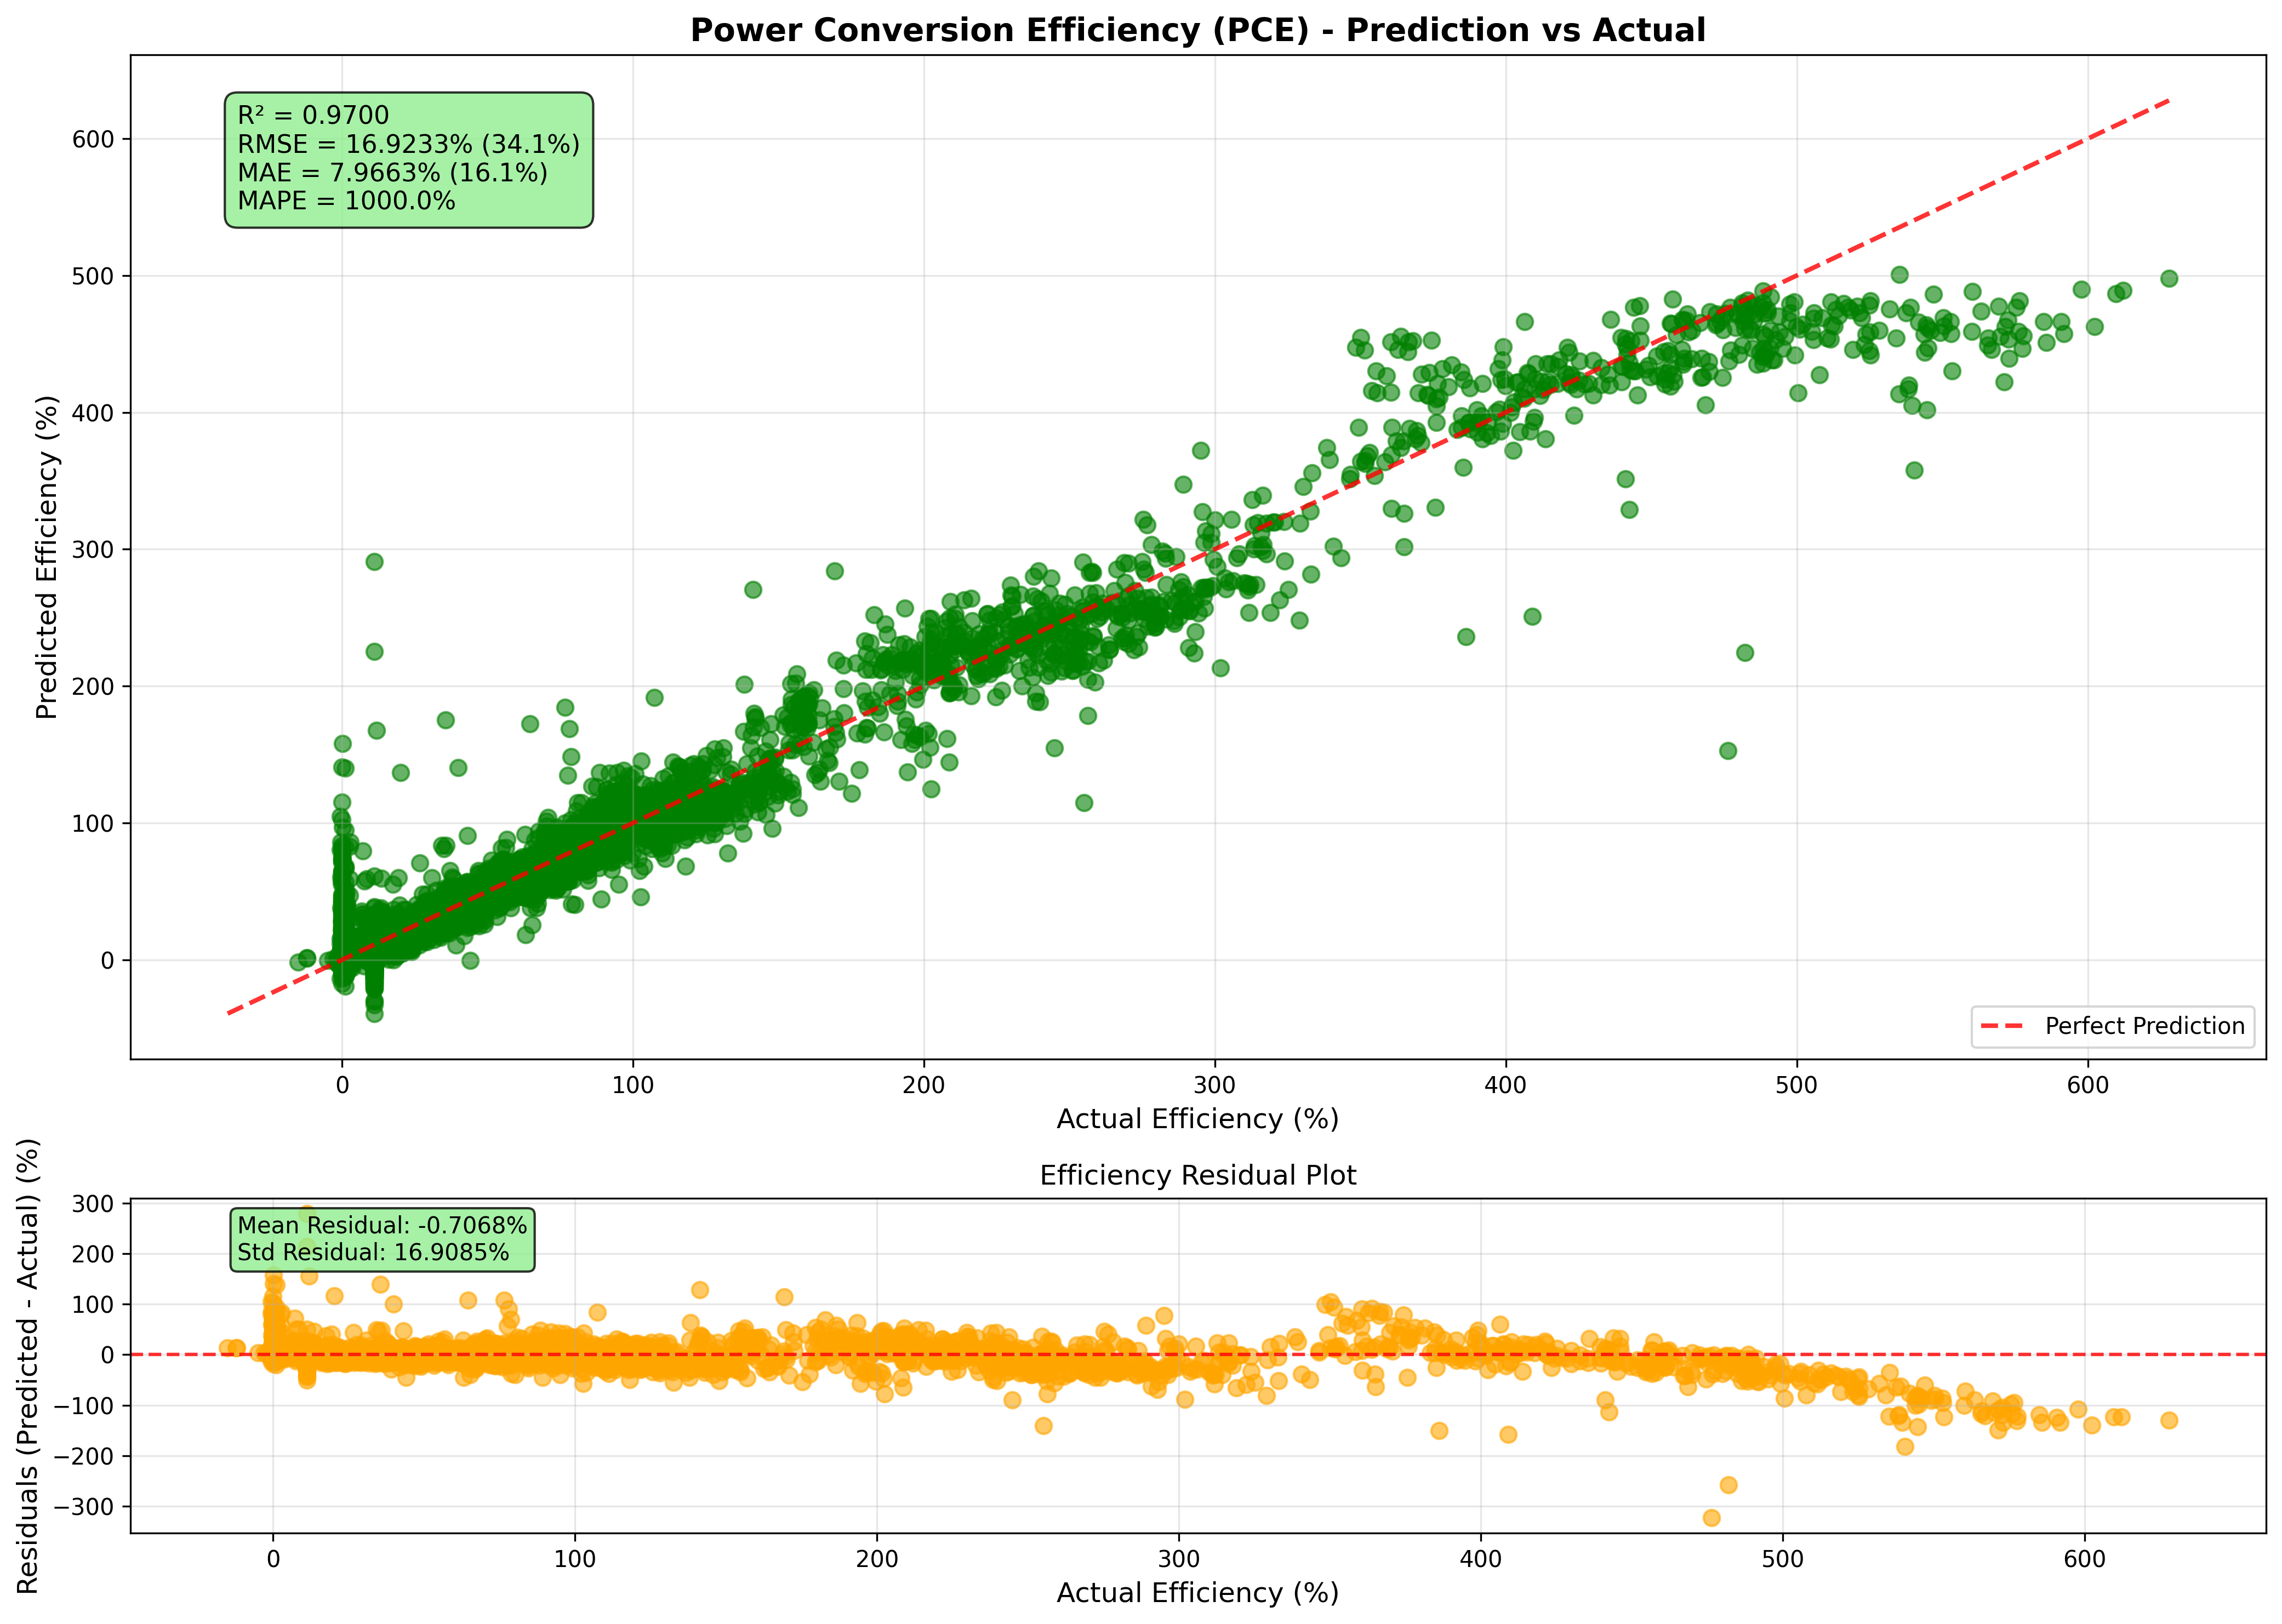 Power Conversion Efficiency (PCE) - Prediction vs Actual
R² = 0.9700
RMSE = 16.9233% (34.1%)
MAE = 7.9663% (16.1%)
MAPE = 1000.0%
Predicted Efficiency (%)
600
500
400
300
200
100
0
Perfect Prediction
0 100 200 300 400 500 600
Actual Efficiency (%)
Efficiency Residual Plot
Mean Residual: -0.7068%
Std Residual: 16.9085%
Residuals (Predicted - Actual) (%)
300
200
100
0
−100
−200
−300
0 100 200 300 400 500 600
Actual Efficiency (%)